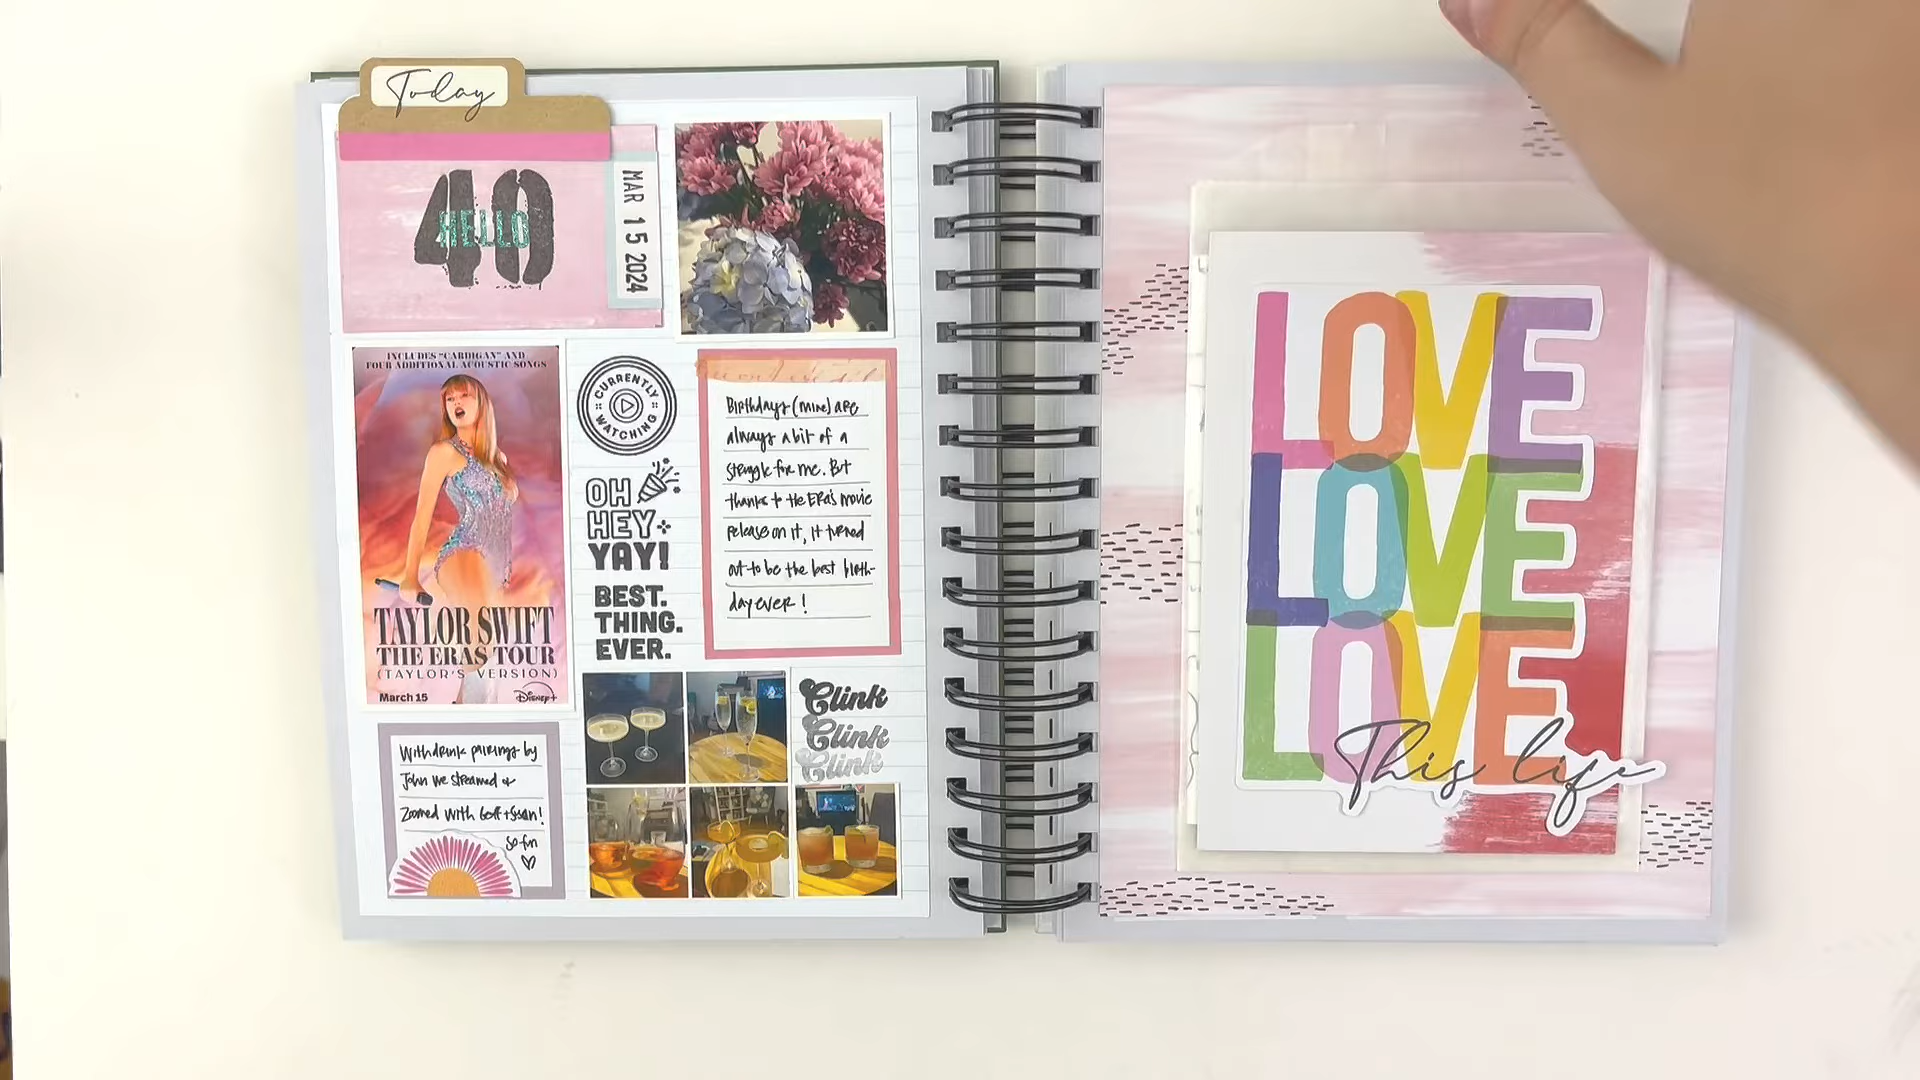 Today
40
HELLO
MAR 15 2024
INCLUDES "CARDIGAN" AND
FOUR ADDITIONAL ACOUSTIC SONGS
TAYLOR SWIFT
THE ERAS TOUR
(TAYLOR'S VERSION)
March 15
Disney+
CURRENTLY
WATCHING
OH
HEY
YAY!
BEST.
THING.
EVER.
Birthdays (mine) are
always a bit of a
struggle for me. But
thanks to the ERAs movie
release on it, it turned
out to be the best birth-
day ever!
With drink pairings by
John we streamed &
Zoomed with Geoff + Susan!
so fun
Clink
Clink
Clink
LOVE
LOVE
LOVE
This life